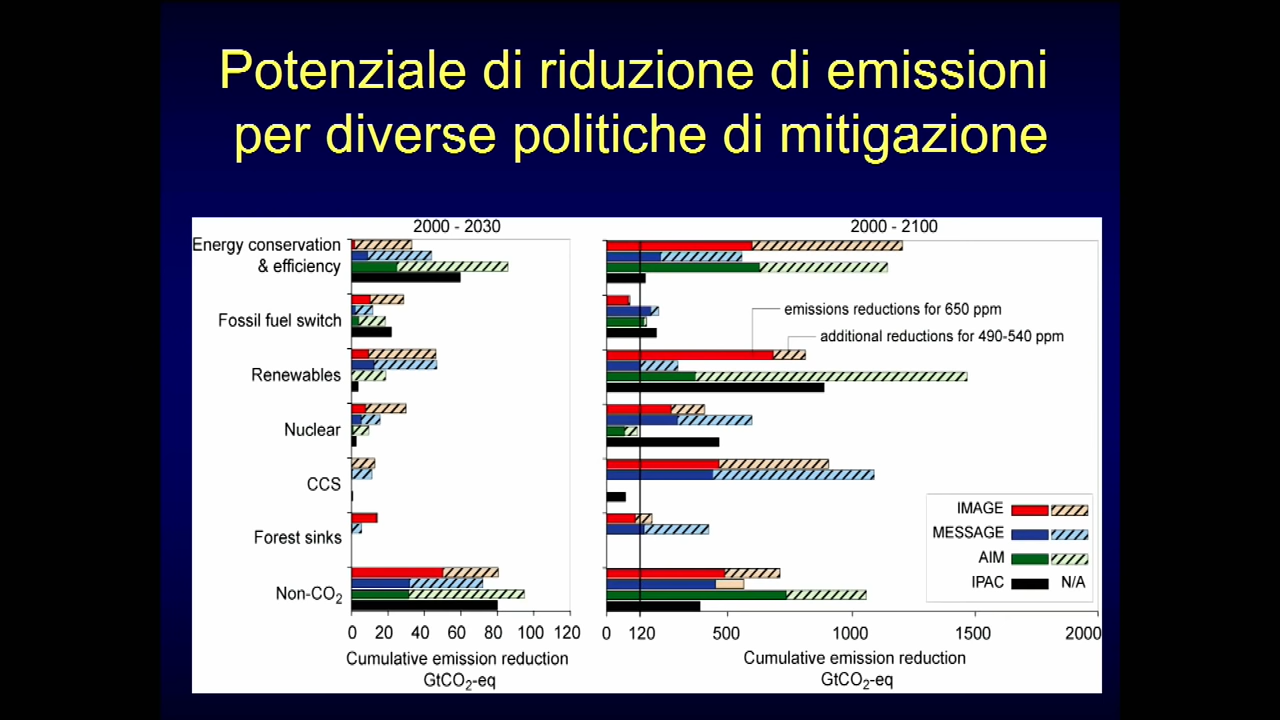 Potenziale di riduzione di emissioni
per diverse politiche di mitigazione
2000 - 2030
2000 - 2100
Energy conservation
& efficiency
Fossil fuel switch
Renewables
Nuclear
CCS
Forest sinks
Non-CO2
emissions reductions for 650 ppm
additional reductions for 490-540 ppm
IMAGE
MESSAGE
AIM
IPAC N/A
0 20 40 60 80 100 120
0 120 500 1000 1500 2000
Cumulative emission reduction
GtCO2-eq
Cumulative emission reduction
GtCO2-eq